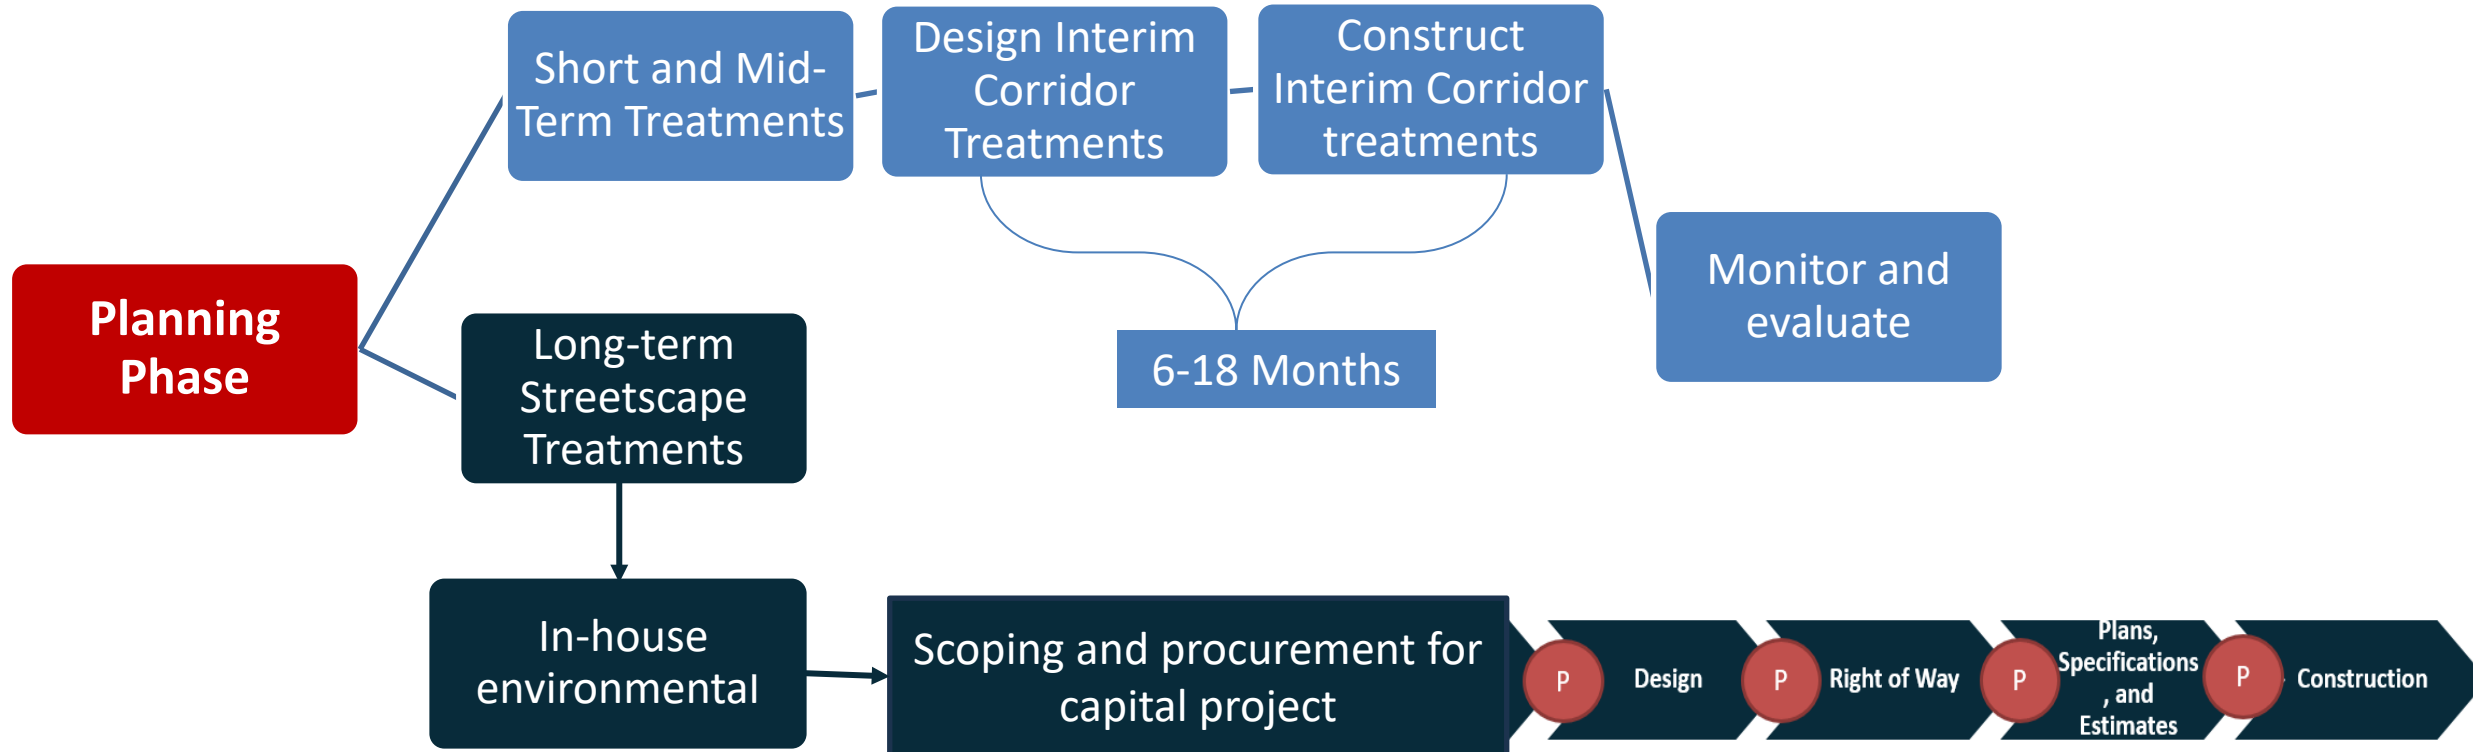 Short and Mid-
Term Treatments
Design Interim
Corridor
Treatments
Construct
Interim Corridor
treatments
Planning
Phase
Monitor and
evaluate
Long-term
Streetscape
Treatments
6-18 Months
In-house
environmental
Scoping and procurement for
capital project
P
Design
P
Right of Way
P
Plans,
Specifications
, and
Estimates
P
Construction